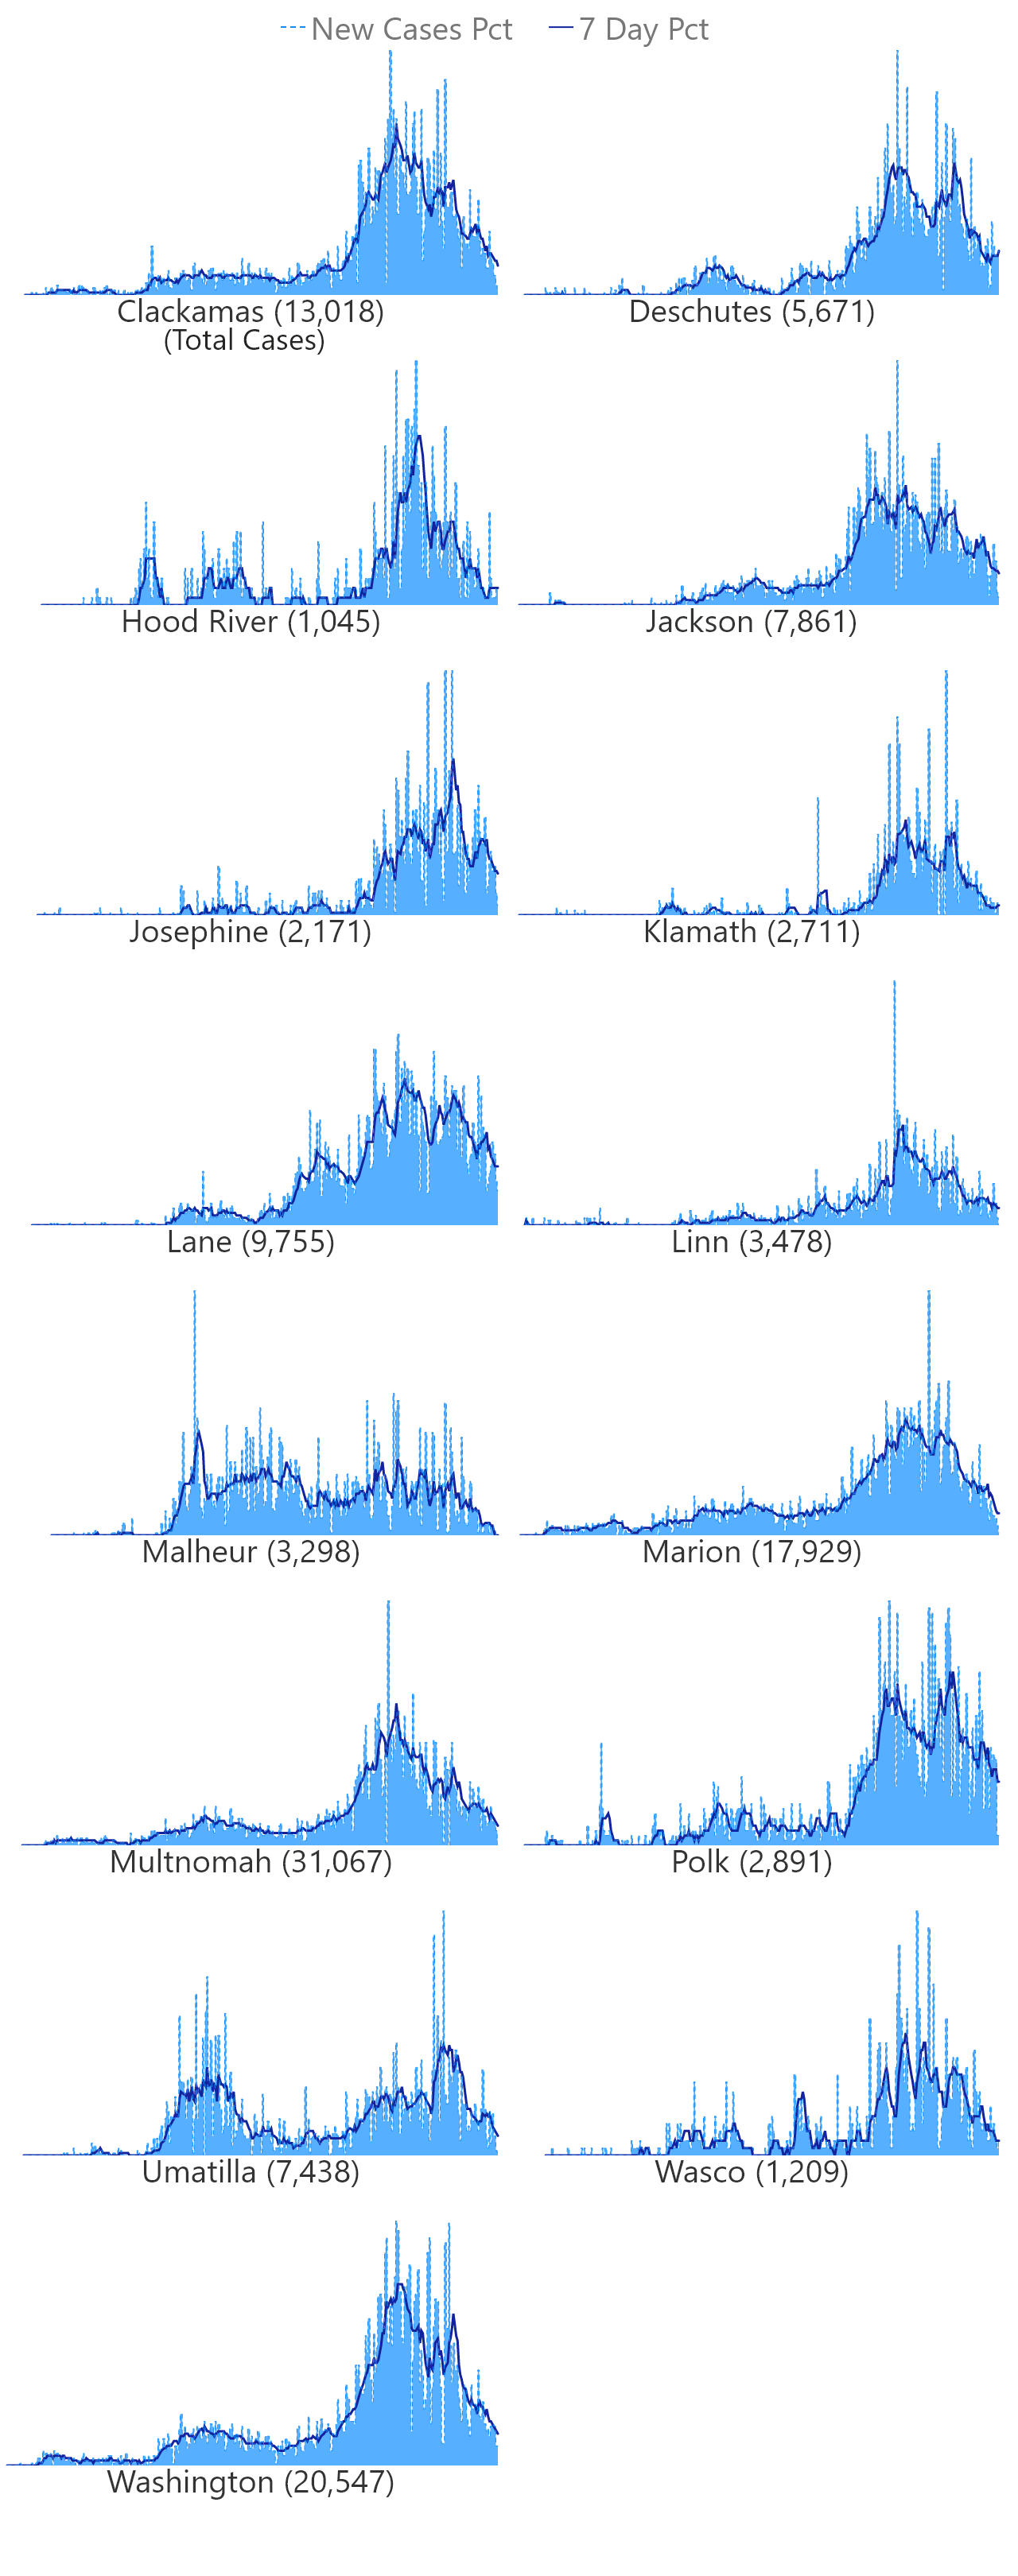 New Cases Pct 7 Day Pct
Clackamas (13,018)
(Total Cases)
Deschutes (5,671)
Hood River (1,045)
Jackson (7,861)
Josephine (2,171)
Klamath (2,711)
Lane (9,755)
Linn (3,478)
Malheur (3,298)
Marion (17,929)
Multnomah (31,067)
Polk (2,891)
Umatilla (7,438)
Wasco (1,209)
Washington (20,547)